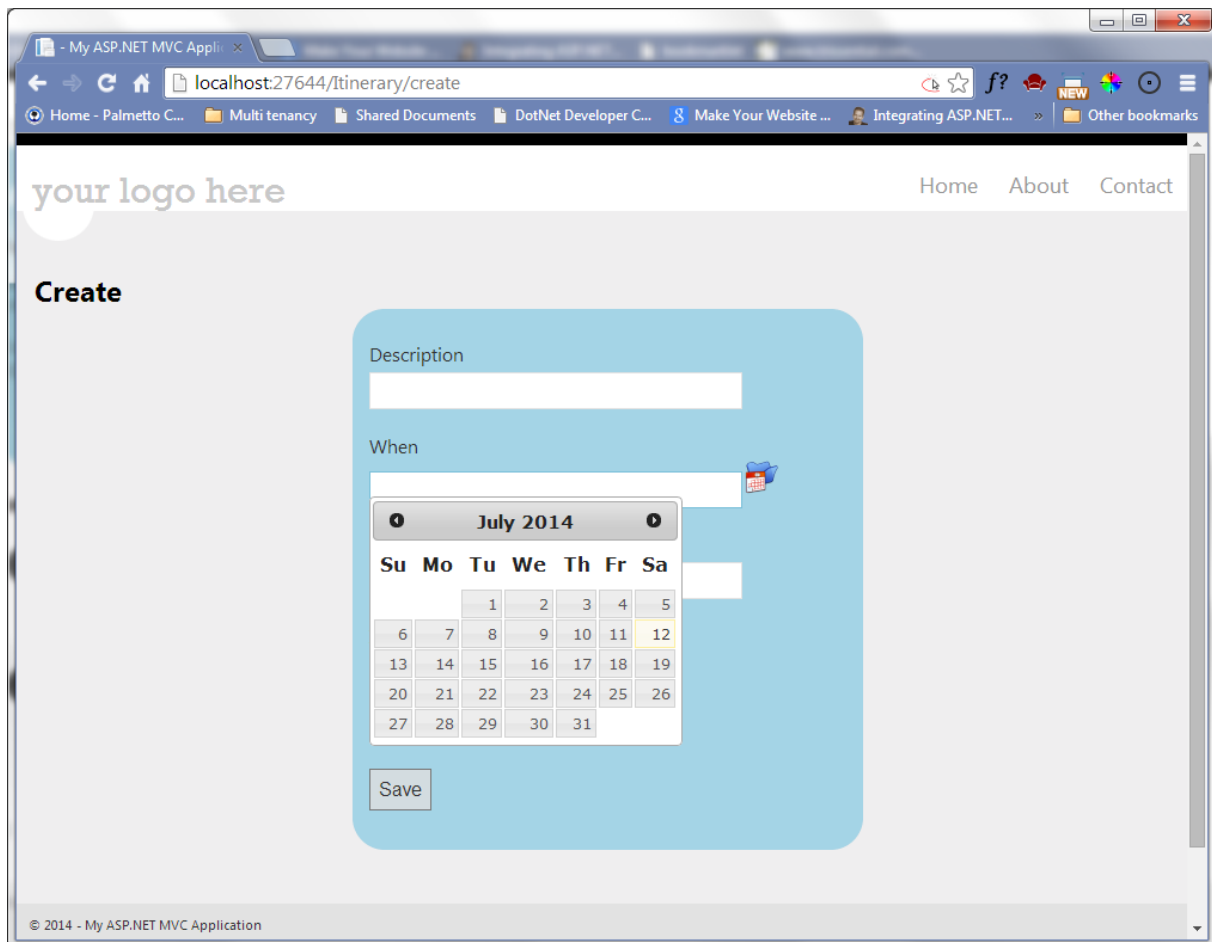 - My ASP.NET MVC Applic
localhost:27644/Itinerary/create
f?
NEW
Home - Palmetto C...
Multi tenancy
Shared Documents
DotNet Developer C...
8 Make Your Website ...
Integrating ASP.NET...
»
Other bookmarks
your logo here
Home About Contact
Create
Description
When
July 2014
Su Mo Tu We Th Fr Sa
1 2 3 4 5
6 7 8 9 10 11 12
13 14 15 16 17 18 19
20 21 22 23 24 25 26
27 28 29 30 31
Save
© 2014 - My ASP.NET MVC Application